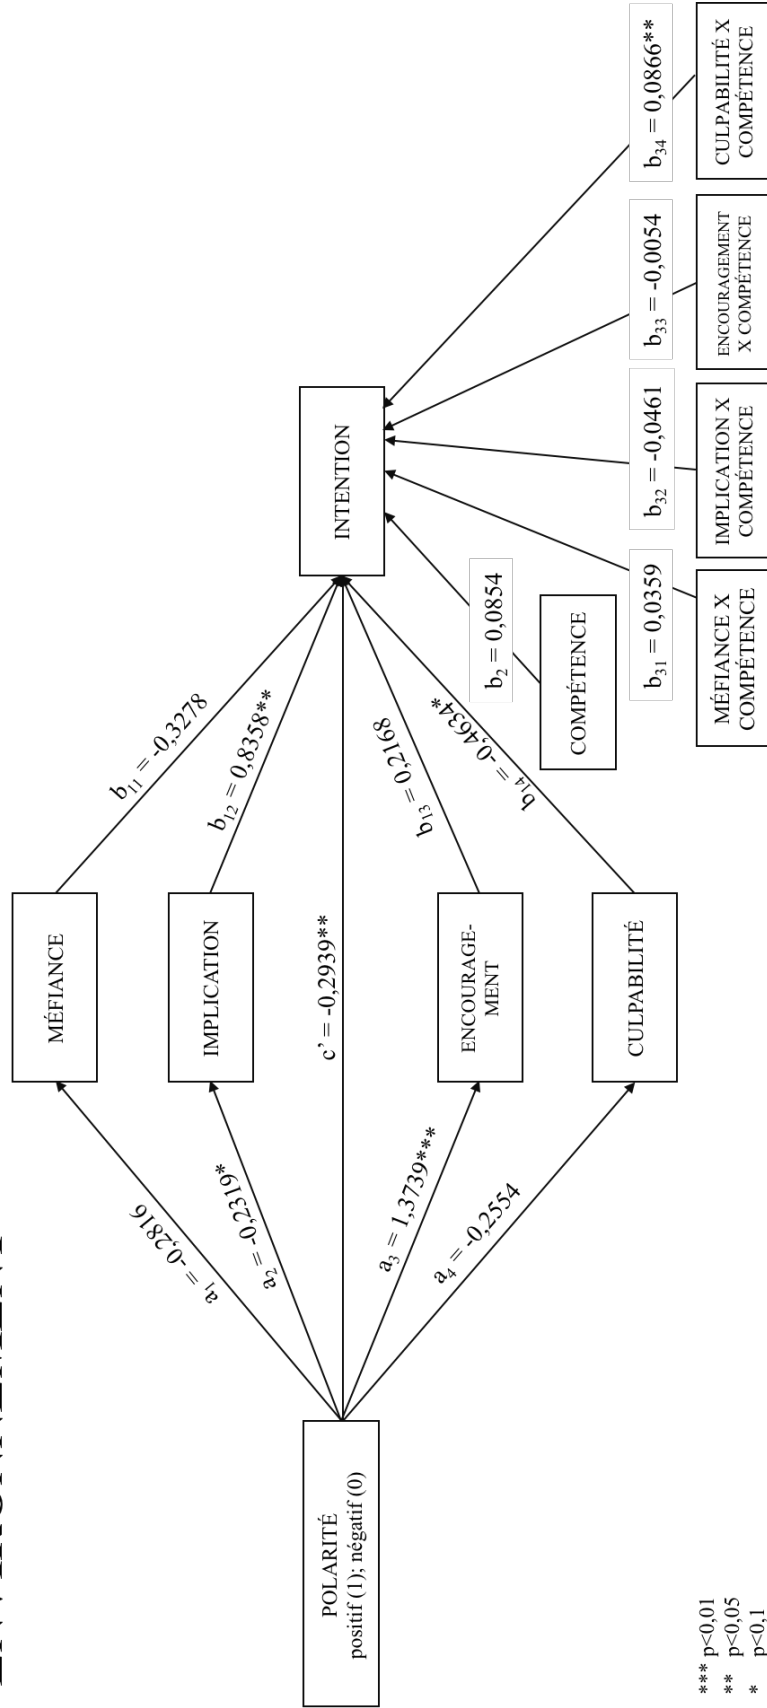 POLARITÉ
positif (1); négatif (0)
a₁ = -0,2816
a₂ = -0,2319*
a₃ = 1,3739***
a₄ = -0,2554
MÉFIANCE
IMPLICATION
c’ = -0,2939**
ENCOURAGE-
MENT
CULPABILITÉ
b₁₁ = -0,3278
b₁₂ = 0,8358**
b₁₃ = 0,2168
b₁₄ = -0,4634*
INTENTION
b₂ = 0,0854
COMPÉTENCE
b₃₁ = 0,0359
b₃₂ = -0,0461
b₃₃ = -0,0054
b₃₄ = 0,0866**
MÉFIANCE X
COMPÉTENCE
IMPLICATION X
COMPÉTENCE
ENCOURAGEMENT
X COMPÉTENCE
CULPABILITÉ X
COMPÉTENCE
*** p<0,01
** p<0,05
* p<0,1